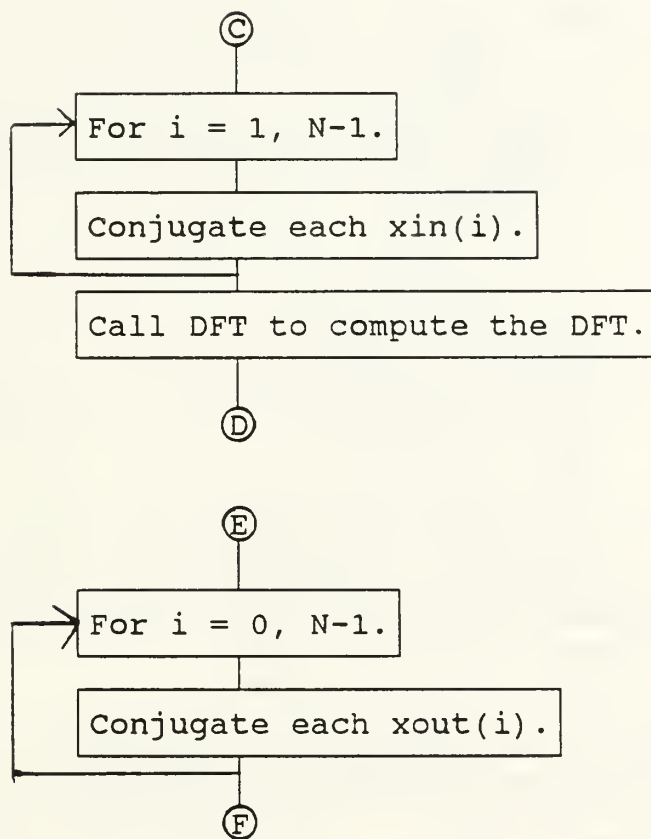 C
For i = 1, N-1.
Conjugate each xin(i).
Call DFT to compute the DFT.
D
E
For i = 0, N-1.
Conjugate each xout(i).
F